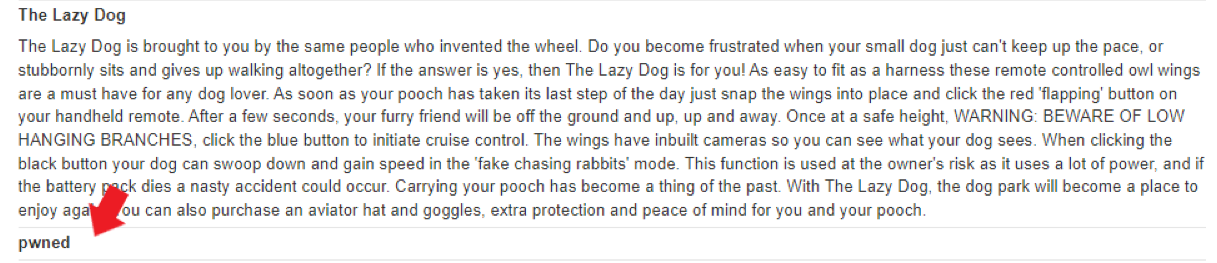 The Lazy Dog
The Lazy Dog is brought to you by the same people who invented the wheel. Do you become frustrated when your small dog just can't keep up the pace, or
stubbornly sits and gives up walking altogether? If the answer is yes, then The Lazy Dog is for you! As easy to fit as a harness these remote controlled owl wings
are a must have for any dog lover. As soon as your pooch has taken its last step of the day just snap the wings into place and click the red 'flapping' button on
your handheld remote. After a few seconds, your furry friend will be off the ground and up, up and away. Once at a safe height, WARNING: BEWARE OF LOW
HANGING BRANCHES, click the blue button to initiate cruise control. The wings have inbuilt cameras so you can see what your dog sees. When clicking the
black button your dog can swoop down and gain speed in the 'fake chasing rabbits' mode. This function is used at the owner's risk as it uses a lot of power, and if
the battery pack dies a nasty accident could occur. Carrying your pooch has become a thing of the past. With The Lazy Dog, the dog park will become a place to
enjoy can also purchase an aviator hat and goggles, extra protection and peace of mind for you and your pooch.
pwned